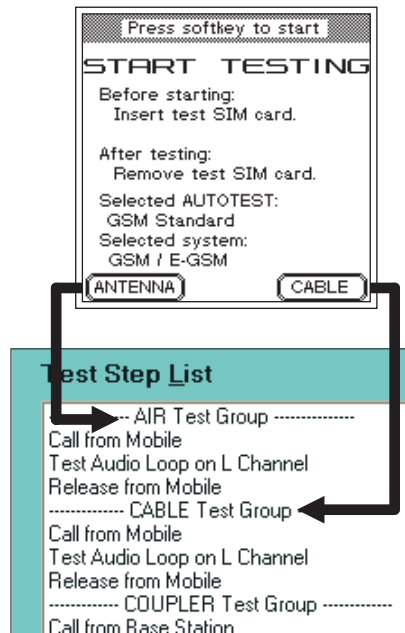 Press softkey to start
START TESTING
Before starting:
Insert test SIM card.
After testing:
Remove test SIM card.
Selected AUTOTEST:
GSM Standard
Selected system:
GSM / E-GSM
ANTENNA CABLE
Test Step List
-- AIR Test Group ---------------
Call from Mobile
Test Audio Loop on L Channel
Release from Mobile
-------------- CABLE Test Group
Call from Mobile
Test Audio Loop on L Channel
Release from Mobile
------------- COUPLER Test Group -------------
Call from Base Station